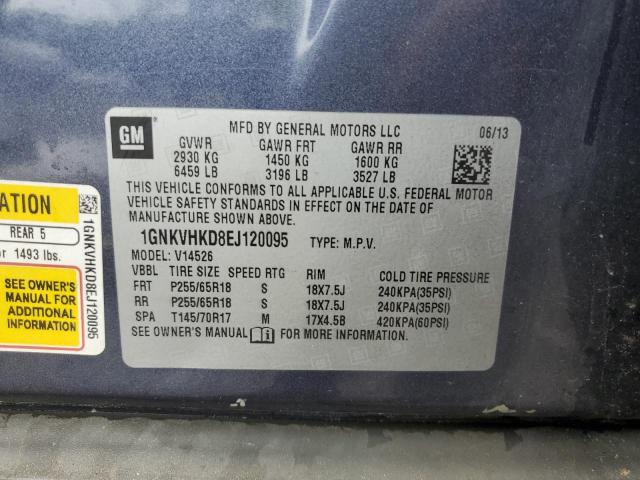 GM
MFD BY GENERAL MOTORS LLC 06/13
GVWR GAWR FRT GAWR RR
2930 KG 1450 KG 1600 KG
6459 LB 3196 LB 3527 LB
THIS VEHICLE CONFORMS TO ALL APPLICABLE U.S. FEDERAL MOTOR
VEHICLE SAFETY STANDARDS IN EFFECT ON THE DATE OF
MANUFACTURE SHOWN ABOVE.
1GNKVHKD8EJ120095 TYPE: M.P.V.
MODEL: V14526
VBBL TIRE SIZE SPEED RTG RIM COLD TIRE PRESSURE
FRT P255/65R18 S 18X7.5J 240KPA(35PSI)
RR P255/65R18 S 18X7.5J 240KPA(35PSI)
SPA T145/70R17 M 17X4.5B 420KPA(60PSI)
SEE OWNER'S MANUAL FOR MORE INFORMATION
ATION
REAR 5
or 1493 lbs.
SEE OWNER'S
MANUAL FOR
ADDITIONAL
INFORMATION
1GNKVHKD8EJ120095